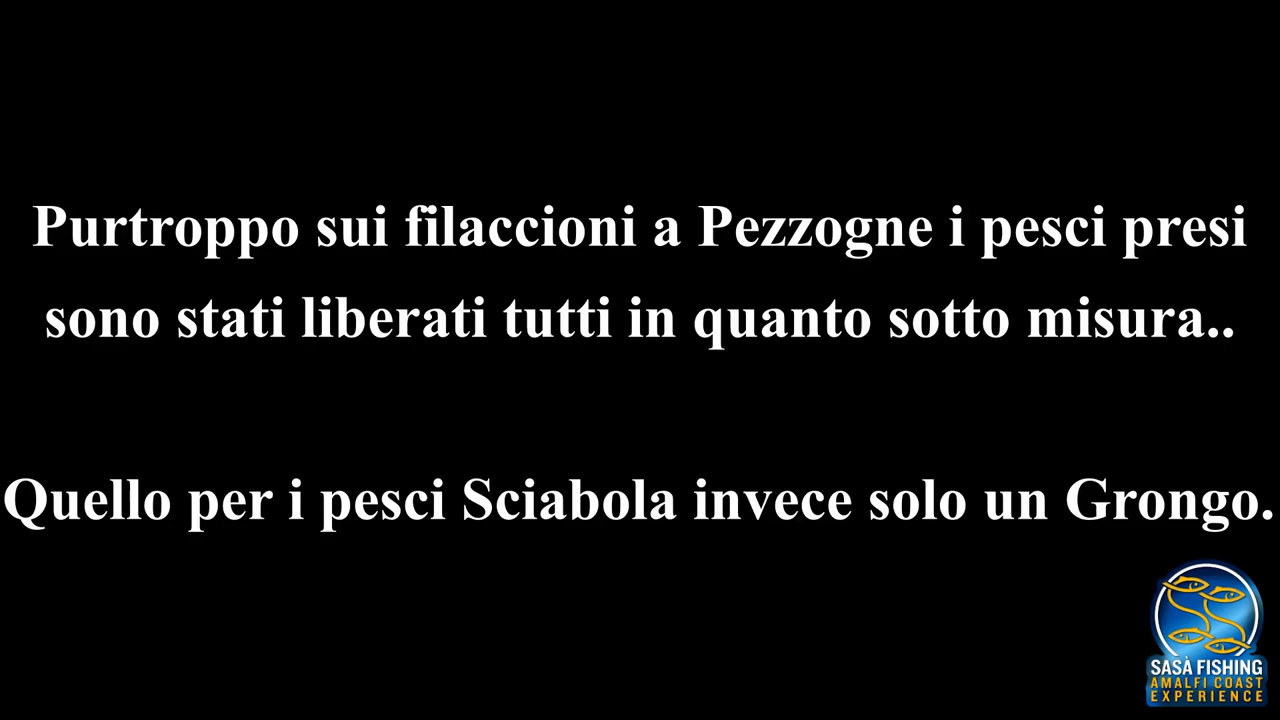 Purtroppo sui filaccioni a Pezzogne i pesci presi
sono stati liberati tutti in quanto sotto misura..
Quello per i pesci Sciabola invece solo un Grongo.
SASÀ FISHING
AMALFI COAST
EXPERIENCE